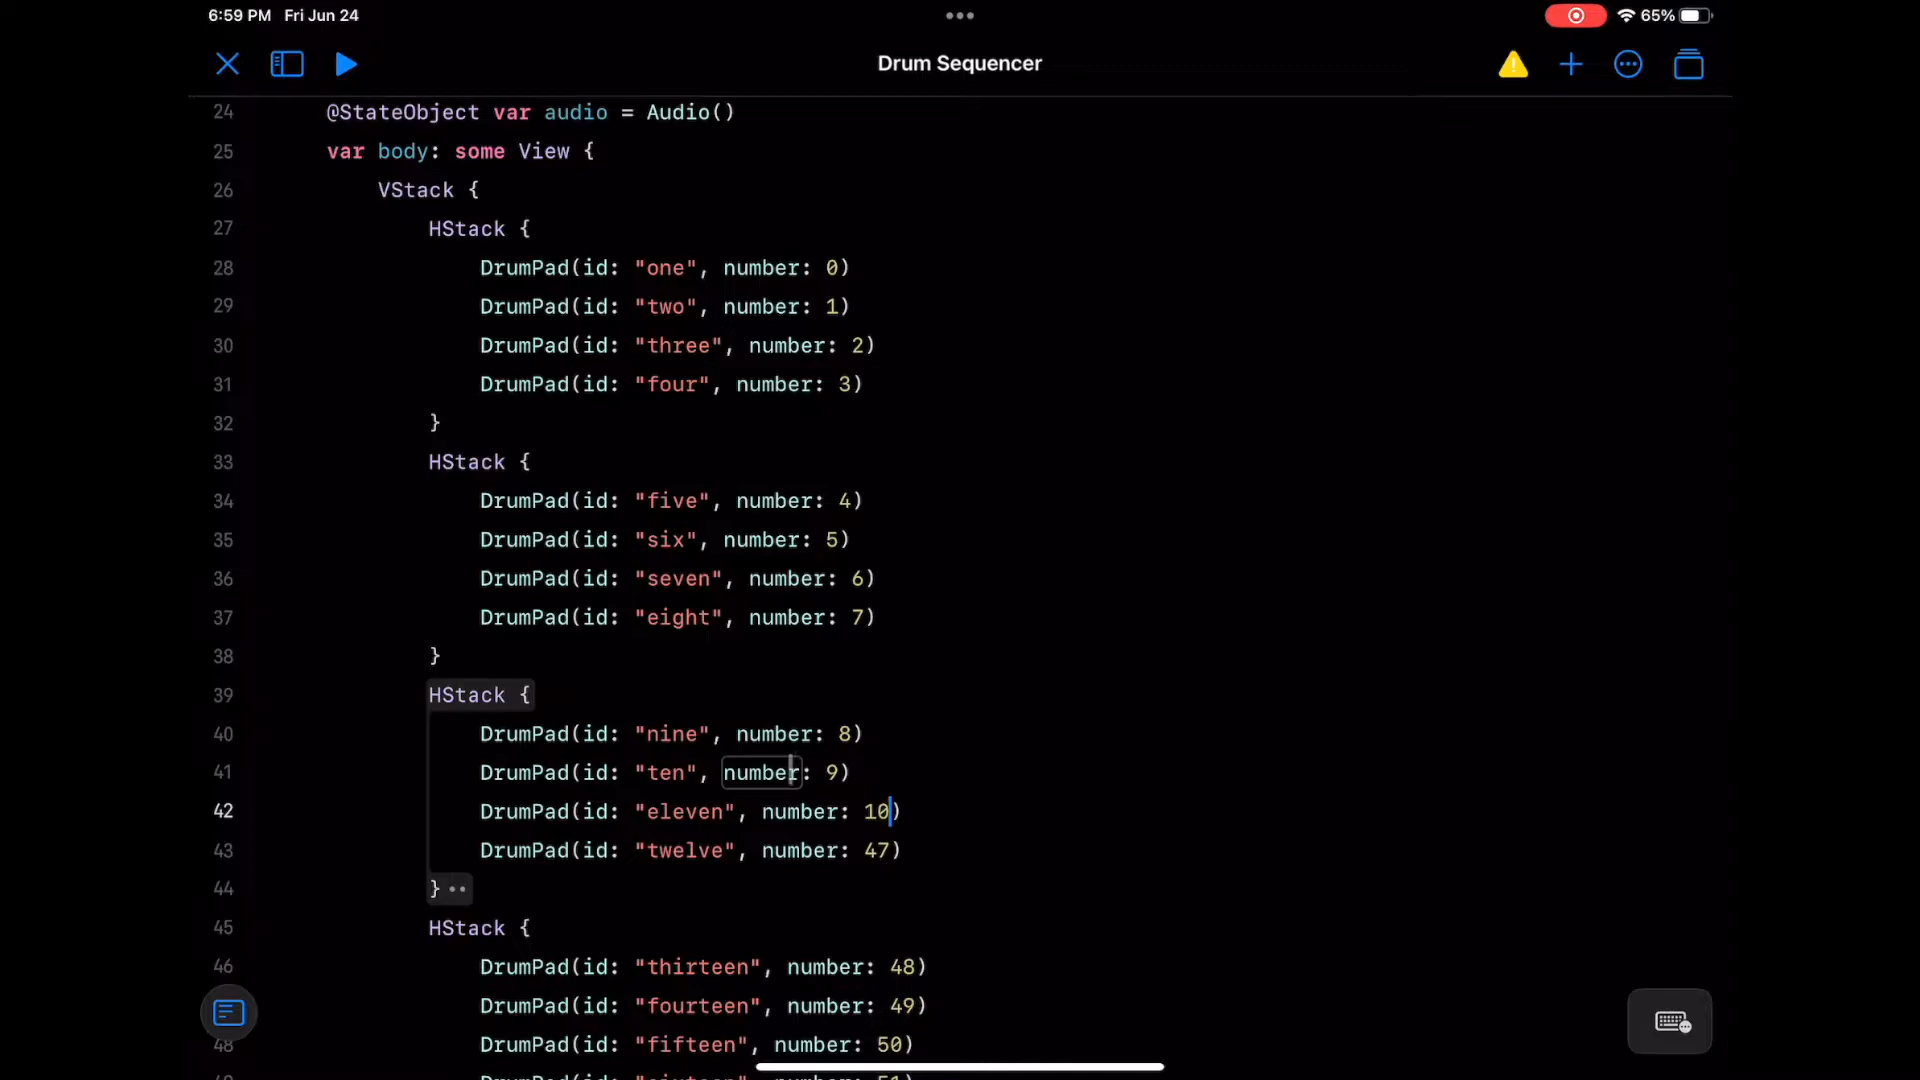 6:59 PM Fri Jun 24
65%
Drum Sequencer
24 @StateObject var audio = Audio()
25 var body: some View {
26 VStack {
27 HStack {
28 DrumPad(id: "one", number: 0)
29 DrumPad(id: "two", number: 1)
30 DrumPad(id: "three", number: 2)
31 DrumPad(id: "four", number: 3)
32 }
33 HStack {
34 DrumPad(id: "five", number: 4)
35 DrumPad(id: "six", number: 5)
36 DrumPad(id: "seven", number: 6)
37 DrumPad(id: "eight", number: 7)
38 }
39 HStack {
40 DrumPad(id: "nine", number: 8)
41 DrumPad(id: "ten", number: 9)
42 DrumPad(id: "eleven", number: 10)
43 DrumPad(id: "twelve", number: 47)
44 }
45 HStack {
46 DrumPad(id: "thirteen", number: 48)
DrumPad(id: "fourteen", number: 49)
48 DrumPad(id: "fifteen", number: 50)